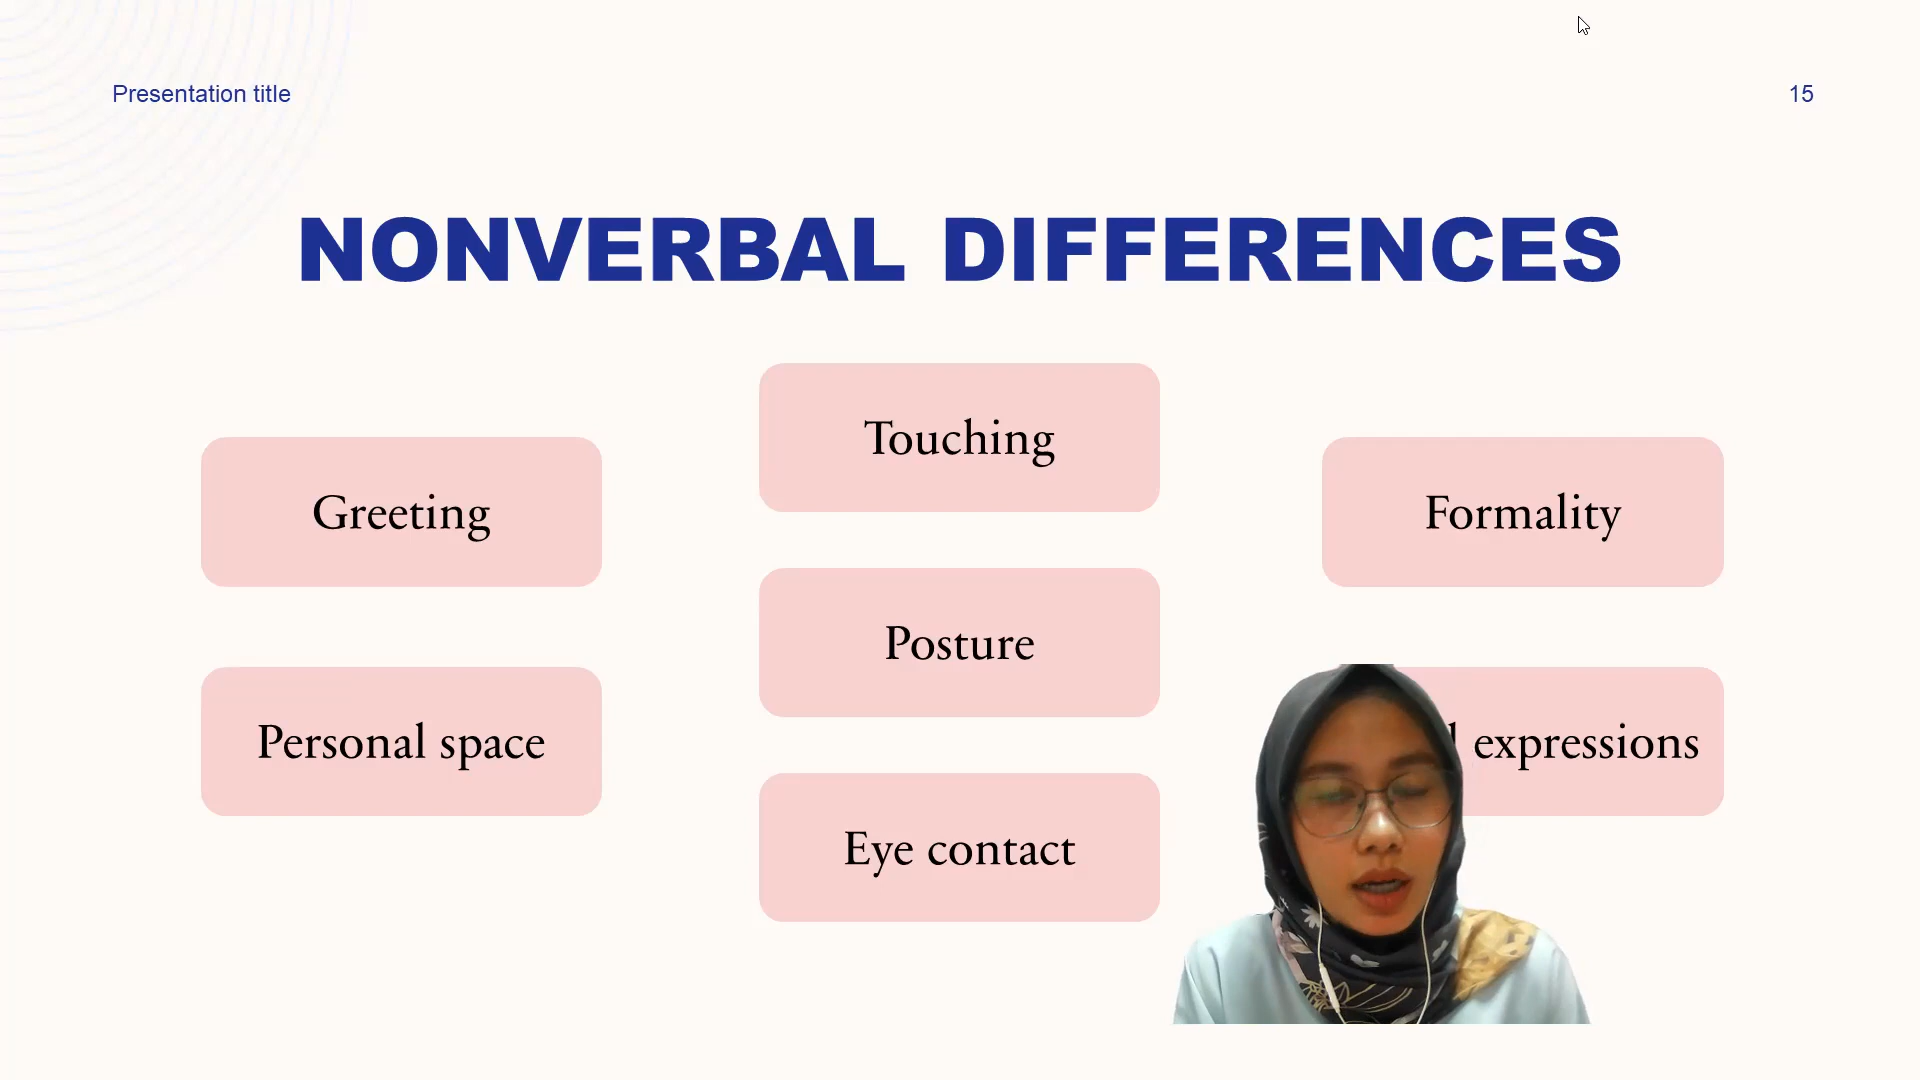 Presentation title
15
NONVERBAL DIFFERENCES
Greeting
Personal space
Touching
Posture
Eye contact
Formality
expressions